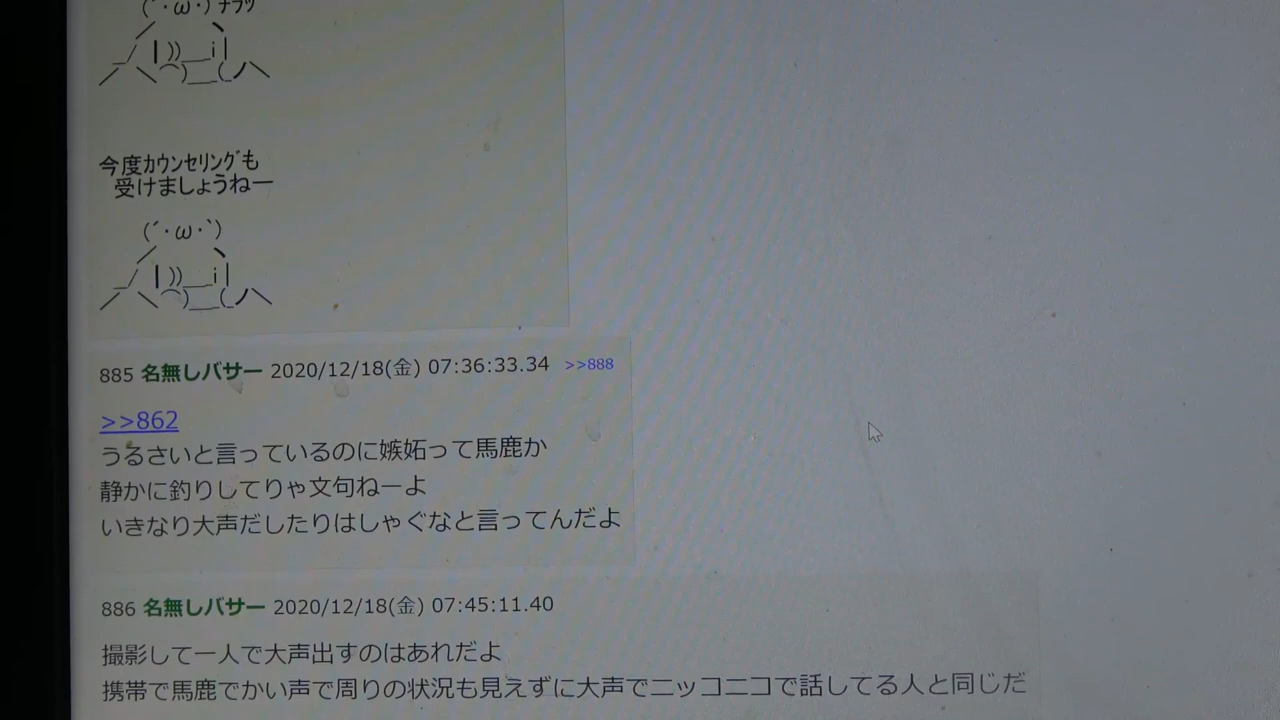 (´･ω･) ﾁﾗｯ
今度ｶｳﾝｾﾘﾝｸﾞも
受けましょうねー
(´･ω･`)
885 名無しバサー 2020/12/18(金) 07:36:33.34 >>888
>>862
うるさいと言っているのに嫉妬って馬鹿か
静かに釣りしてりゃ文句ねーよ
いきなり大声だしたりはしゃぐなと言ってんだよ
886 名無しバサー 2020/12/18(金) 07:45:11.40
撮影して一人で大声出すのはあれだよ
携帯で馬鹿でかい声で周りの状況も見えずに大声でニッコニコで話してる人と同じだ